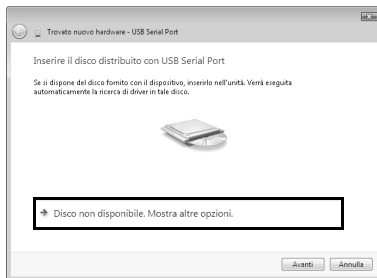 Trovato nuovo hardware - USB Serial Port
Inserire il disco distribuito con USB Serial Port
Se si dispone del disco fornito con il dispositivo, inserirlo nell'unità. Verrà eseguita
automaticamente la ricerca di driver in tale disco.
Disco non disponibile. Mostra altre opzioni.
Avanti Annulla